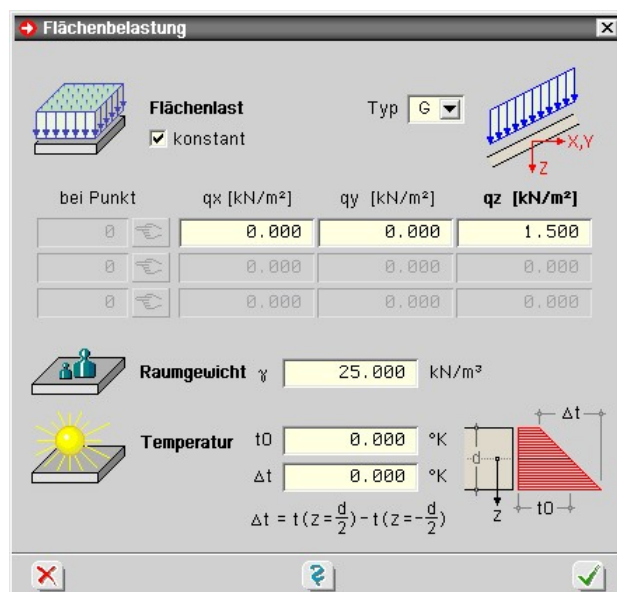 Flächenbelastung
Flächenlast
Typ G
konstant
X,Y
Z
bei Punkt qx [kN/m²] qy [kN/m²] qz [kN/m²]
0 0.000 0.000 1.500
0 0.000 0.000 0.000
0 0.000 0.000 0.000
Raumgewicht γ 25.000 kN/m³
Temperatur t0 0.000 °K
Δt 0.000 °K
Δt = t(z=d/2)-t(z=-d/2)
Δt
d
z
t0